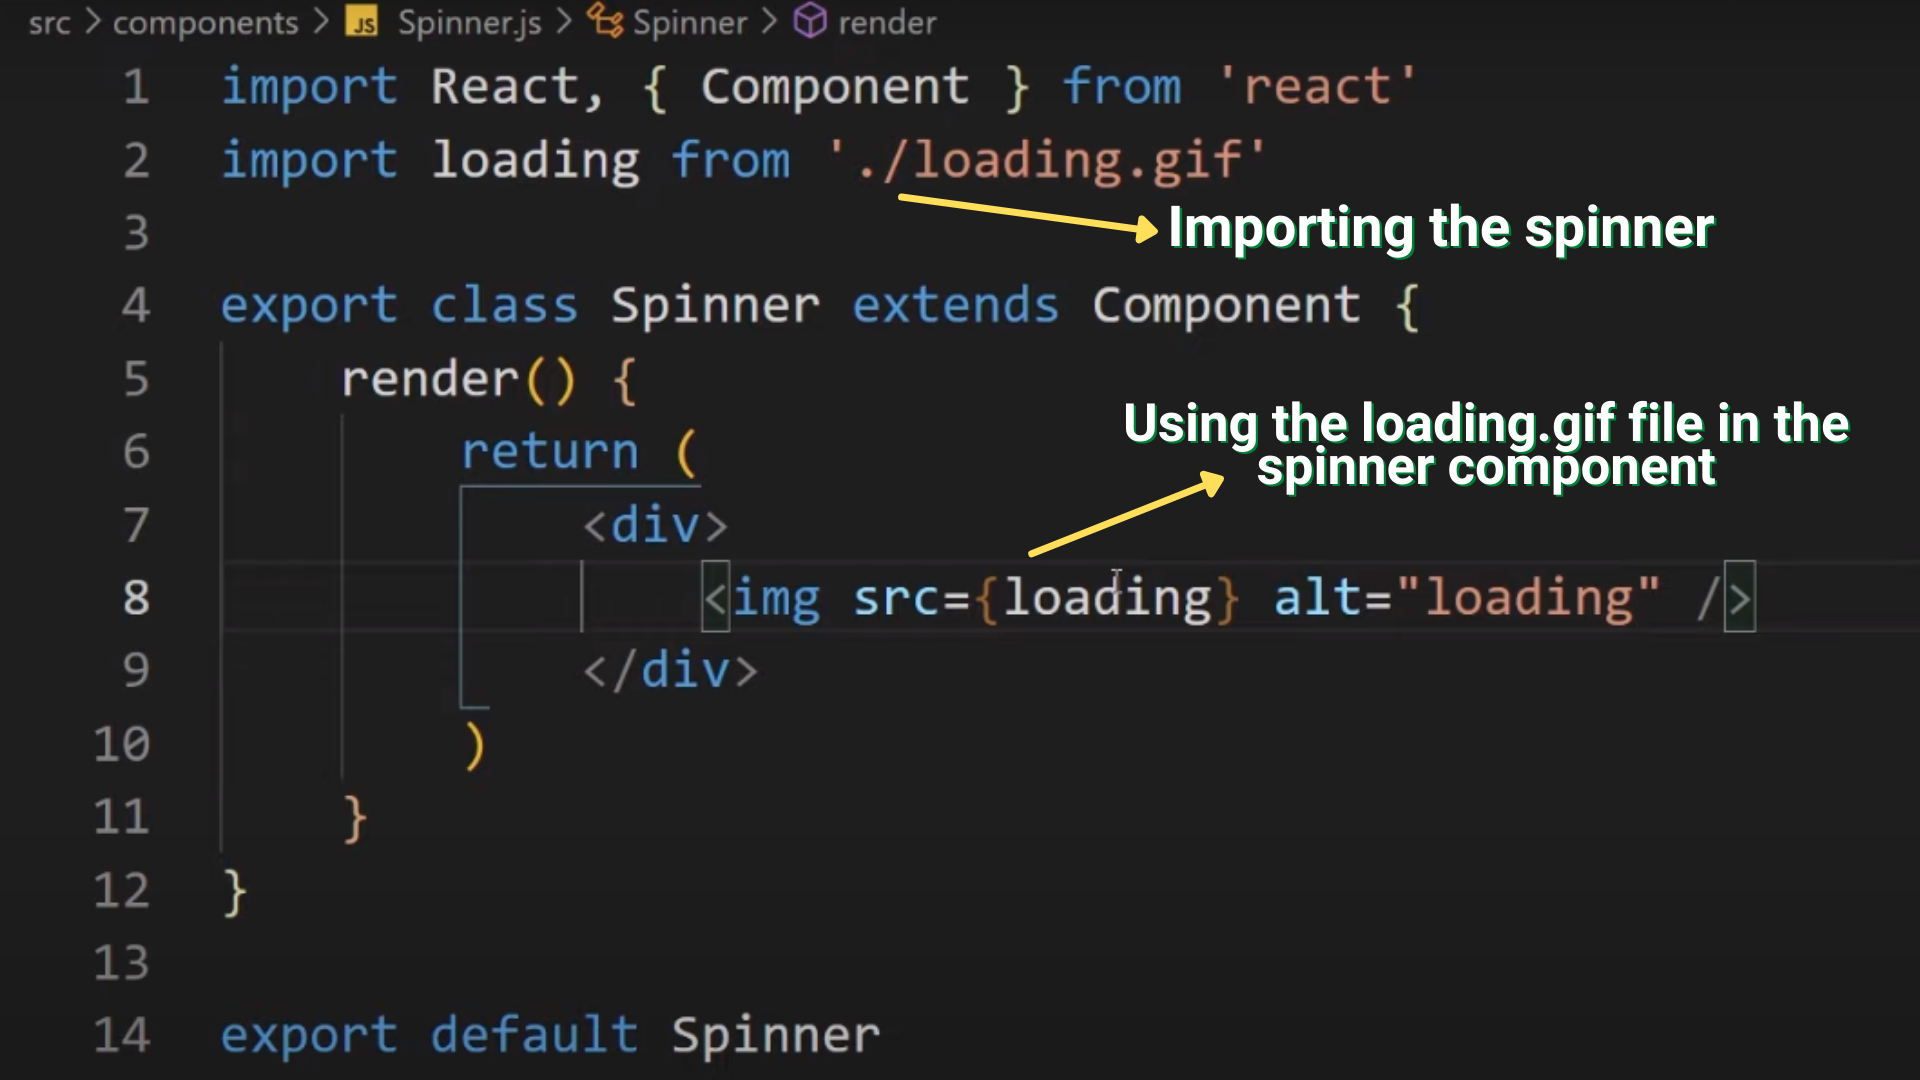 src > components > JS Spinner.js > Spinner > render
1 import React, { Component } from 'react'
2 import loading from './loading.gif'
Importing the spinner
3
4 export class Spinner extends Component {
5 render() {
Using the loading.gif file in the
spinner component
6 return (
7 <div>
8 <img src={loading} alt="loading" />
9 </div>
10 )
11 }
12 }
13
14 export default Spinner